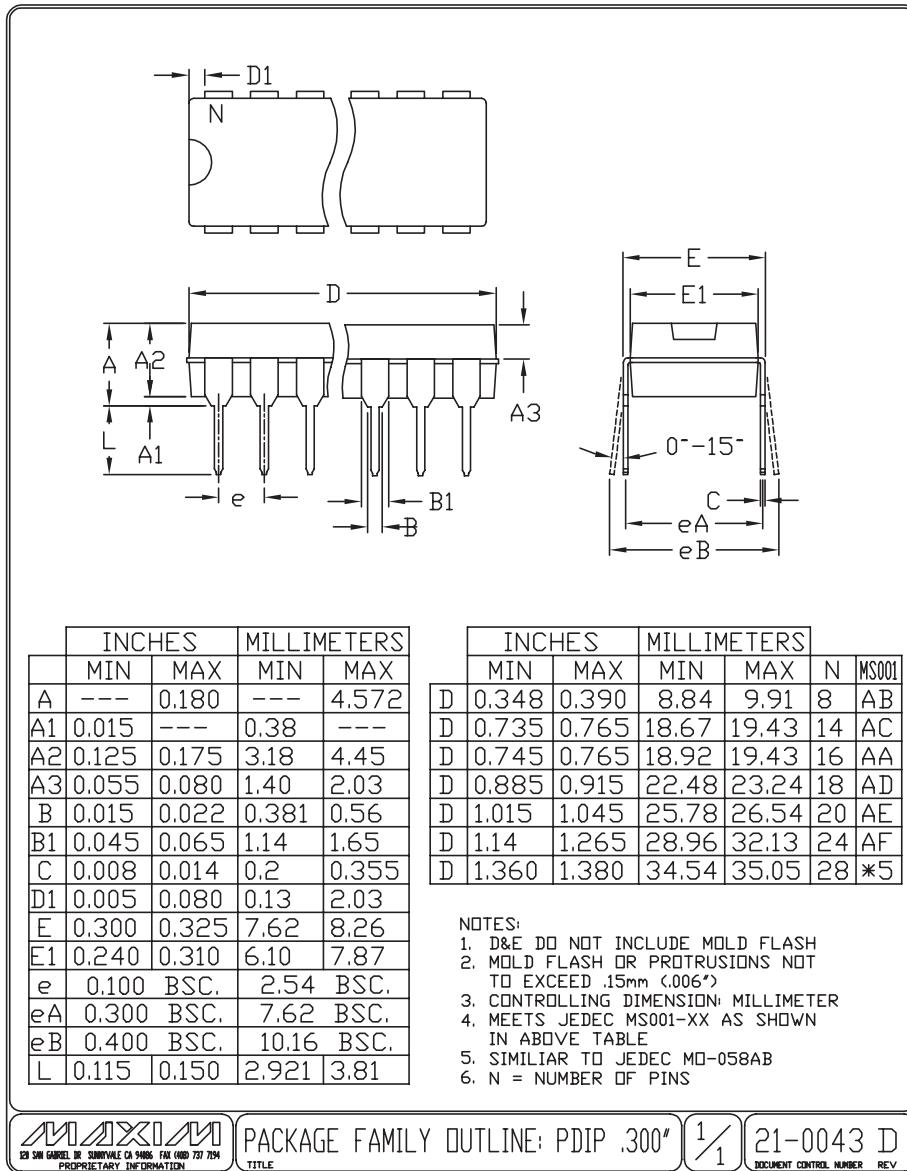 D1
N
D
E
E1
A
A2
A3
L
A1
0°-15°
e
B1
B
C
eA
eB
INCHES MILLIMETERS
MIN MAX MIN MAX
A --- 0.180 --- 4.572
A1 0.015 --- 0.38 ---
A2 0.125 0.175 3.18 4.45
A3 0.055 0.080 1.40 2.03
B 0.015 0.022 0.381 0.56
B1 0.045 0.065 1.14 1.65
C 0.008 0.014 0.2 0.355
D1 0.005 0.080 0.13 2.03
E 0.300 0.325 7.62 8.26
E1 0.240 0.310 6.10 7.87
e 0.100 BSC. 2.54 BSC.
eA 0.300 BSC. 7.62 BSC.
eB 0.400 BSC. 10.16 BSC.
L 0.115 0.150 2.921 3.81
INCHES MILLIMETERS
MIN MAX MIN MAX N MS001
D 0.348 0.390 8.84 9.91 8 AB
D 0.735 0.765 18.67 19.43 14 AC
D 0.745 0.765 18.92 19.43 16 AA
D 0.885 0.915 22.48 23.24 18 AD
D 1.015 1.045 25.78 26.54 20 AE
D 1.14 1.265 28.96 32.13 24 AF
D 1.360 1.380 34.54 35.05 28 *5
NOTES:
1. D&E DO NOT INCLUDE MOLD FLASH
2. MOLD FLASH OR PROTRUSIONS NOT
TO EXCEED .15mm (.006")
3. CONTROLLING DIMENSION: MILLIMETER
4. MEETS JEDEC MS001-XX AS SHOWN
IN ABOVE TABLE
5. SIMILIAR TO JEDEC MO-058AB
6. N = NUMBER OF PINS
MAXIM
120 SAN GABRIEL DR SUNNYVALE CA 94086 FAX (408) 737 7194
PROPRIETARY INFORMATION
PACKAGE FAMILY OUTLINE: PDIP .300"
TITLE
1/1
21-0043 D
DOCUMENT CONTROL NUMBER REV